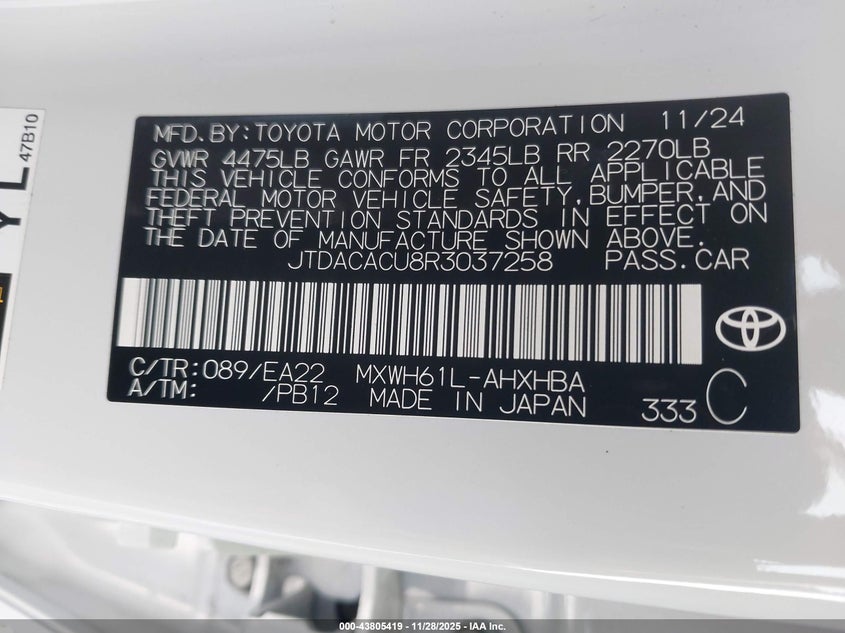 YL
47B10
MFD. BY: TOYOTA MOTOR CORPORATION 11/24
GVWR 4475LB GAWR FR 2345LB RR 2270LB
THIS VEHICLE CONFORMS TO ALL APPLICABLE
FEDERAL MOTOR VEHICLE SAFETY, BUMPER, AND
THEFT PREVENTION STANDARDS IN EFFECT ON
THE DATE OF MANUFACTURE SHOWN ABOVE.
JTDACACU8R3037258 PASS. CAR
C/TR: 089/EA22 MXWH61L-AHXHBA
A/TM: /PB12 MADE IN JAPAN 333 C
000-43805419 - 11/28/2025 - IAA Inc.